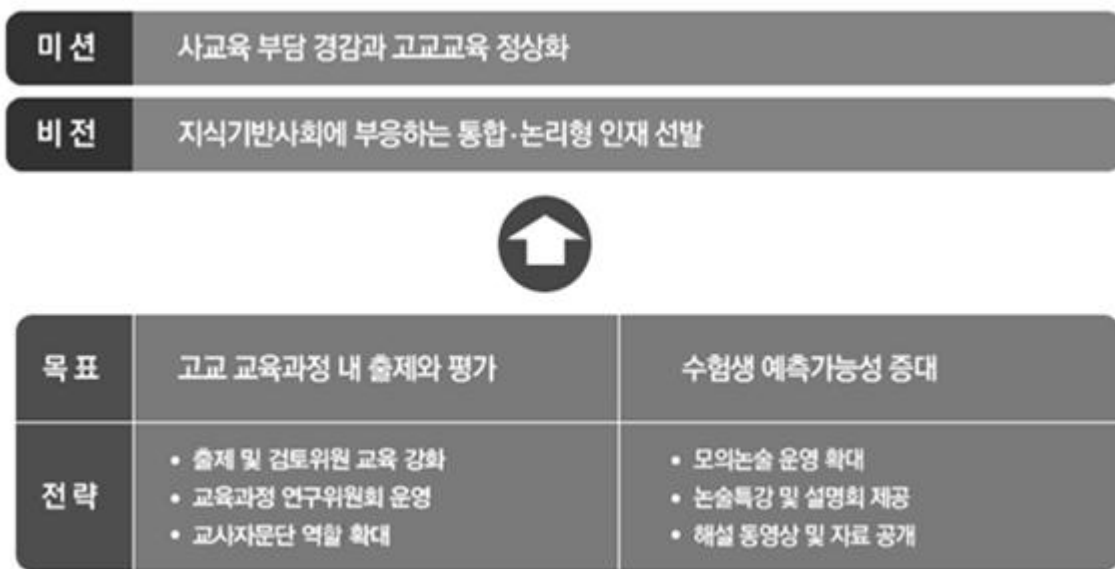 미션 사교육 부담 경감과 고교교육 정상화
비전 지식기반사회에 부응하는 통합·논리형 인재 선발
목표 고교 교육과정 내 출제와 평가 수험생 예측가능성 증대
전략
• 출제 및 검토위원 교육 강화
• 교육과정 연구위원회 운영
• 교사자문단 역할 확대
• 모의논술 운영 확대
• 논술특강 및 설명회 제공
• 해설 동영상 및 자료 공개